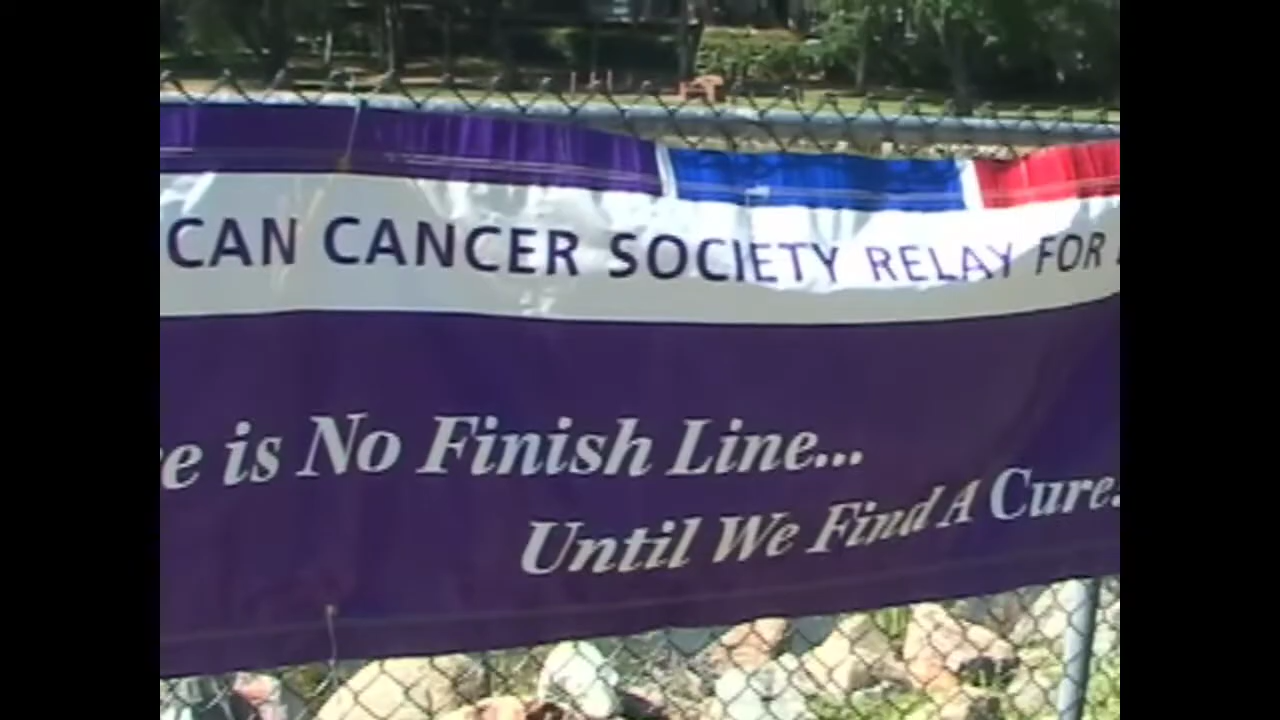 CAN CANCER SOCIETY RELAY FOR
e is No Finish Line...
Until We Find A Cure.